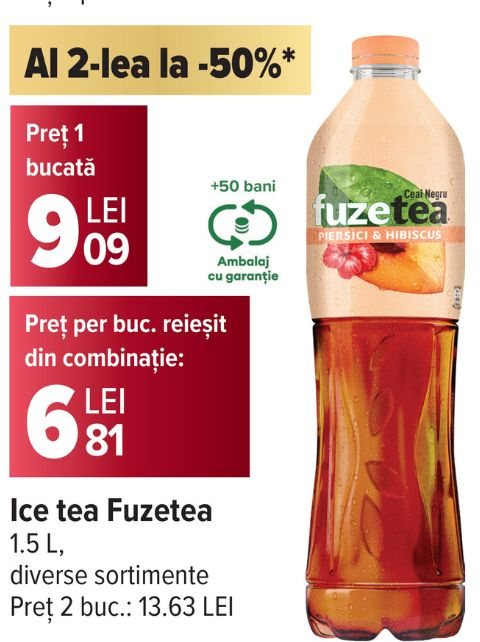 Al 2-lea la -50%*
Preț 1
bucată
9 LEI 09
+50 bani
Ambalaj
cu garanție
Preț per buc. reieșit
din combinație:
6 LEI 81
Ceai Negru
fuzetea
PIERSICI & HIBISCUS
Ice tea Fuzetea
1.5 L,
diverse sortimente
Preț 2 buc.: 13.63 LEI